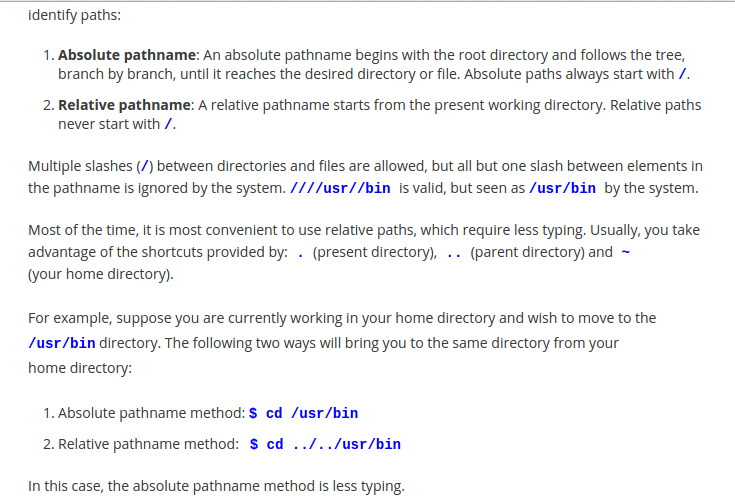 identify paths:
1. Absolute pathname: An absolute pathname begins with the root directory and follows the tree,
branch by branch, until it reaches the desired directory or file. Absolute paths always start with /.
2. Relative pathname: A relative pathname starts from the present working directory. Relative paths
never start with /.
Multiple slashes (/) between directories and files are allowed, but all but one slash between elements in
the pathname is ignored by the system. ////usr//bin is valid, but seen as /usr/bin by the system.
Most of the time, it is most convenient to use relative paths, which require less typing. Usually, you take
advantage of the shortcuts provided by: . (present directory), .. (parent directory) and ~
(your home directory).
For example, suppose you are currently working in your home directory and wish to move to the
/usr/bin directory. The following two ways will bring you to the same directory from your
home directory:
1. Absolute pathname method: $ cd /usr/bin
2. Relative pathname method: $ cd ../../usr/bin
In this case, the absolute pathname method is less typing.